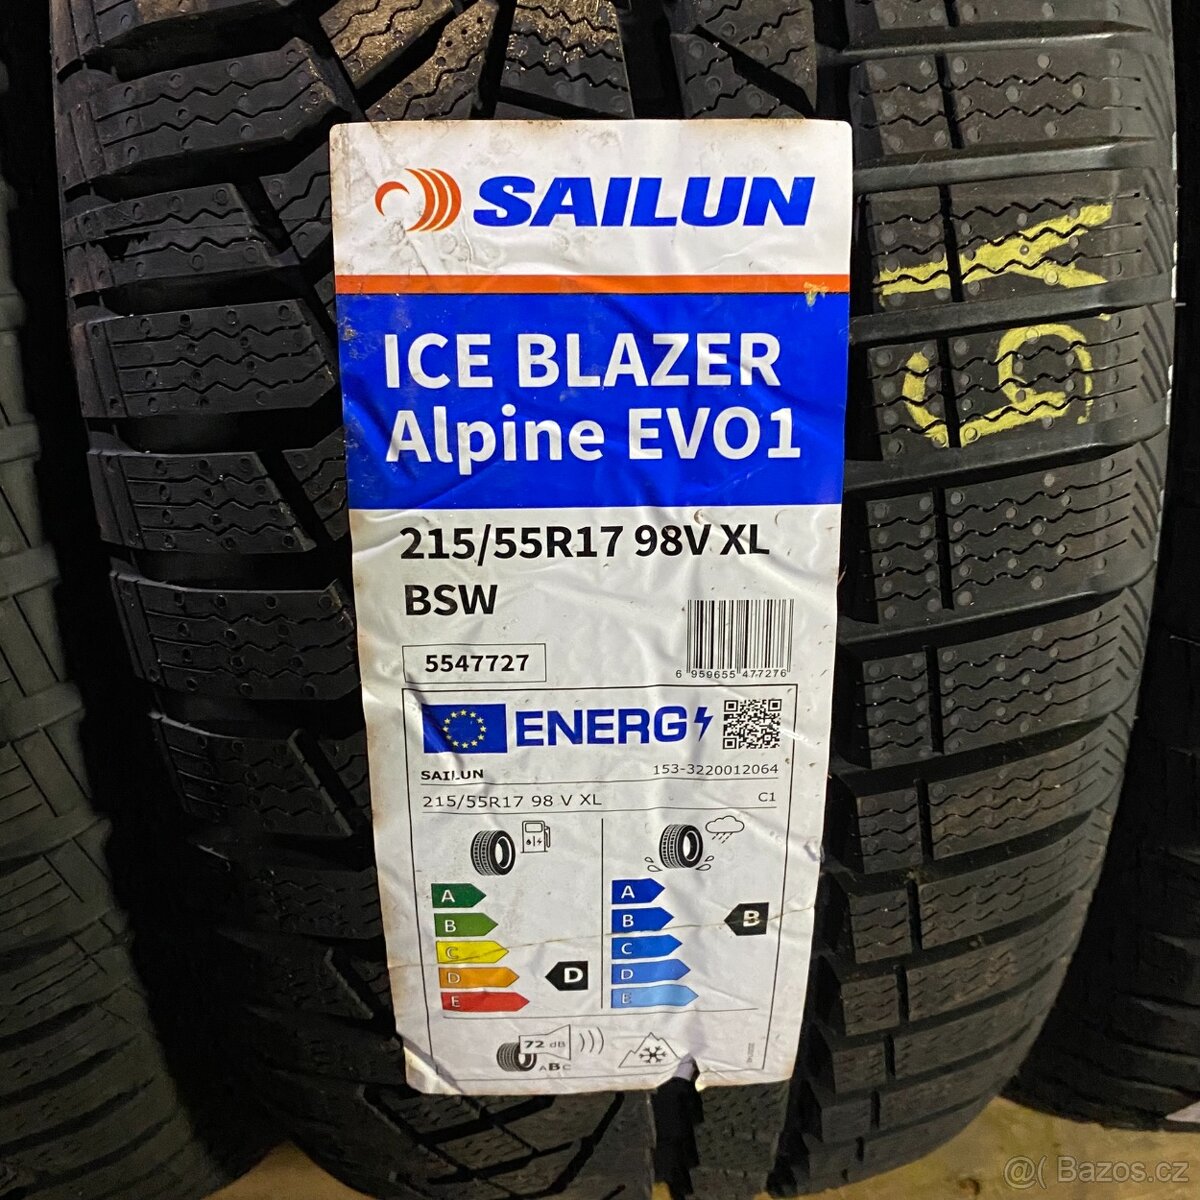 SAILUN
ICE BLAZER
Alpine EVO1
215/55R17 98V XL
BSW
5547727
6 959655 477276
ENERG
SAILUN 153-3220012064
215/55R17 98 V XL C1
A
B
C
D
E
D
A
B
C
D
E
B
72 dB
ABC
@( Bazos.cz